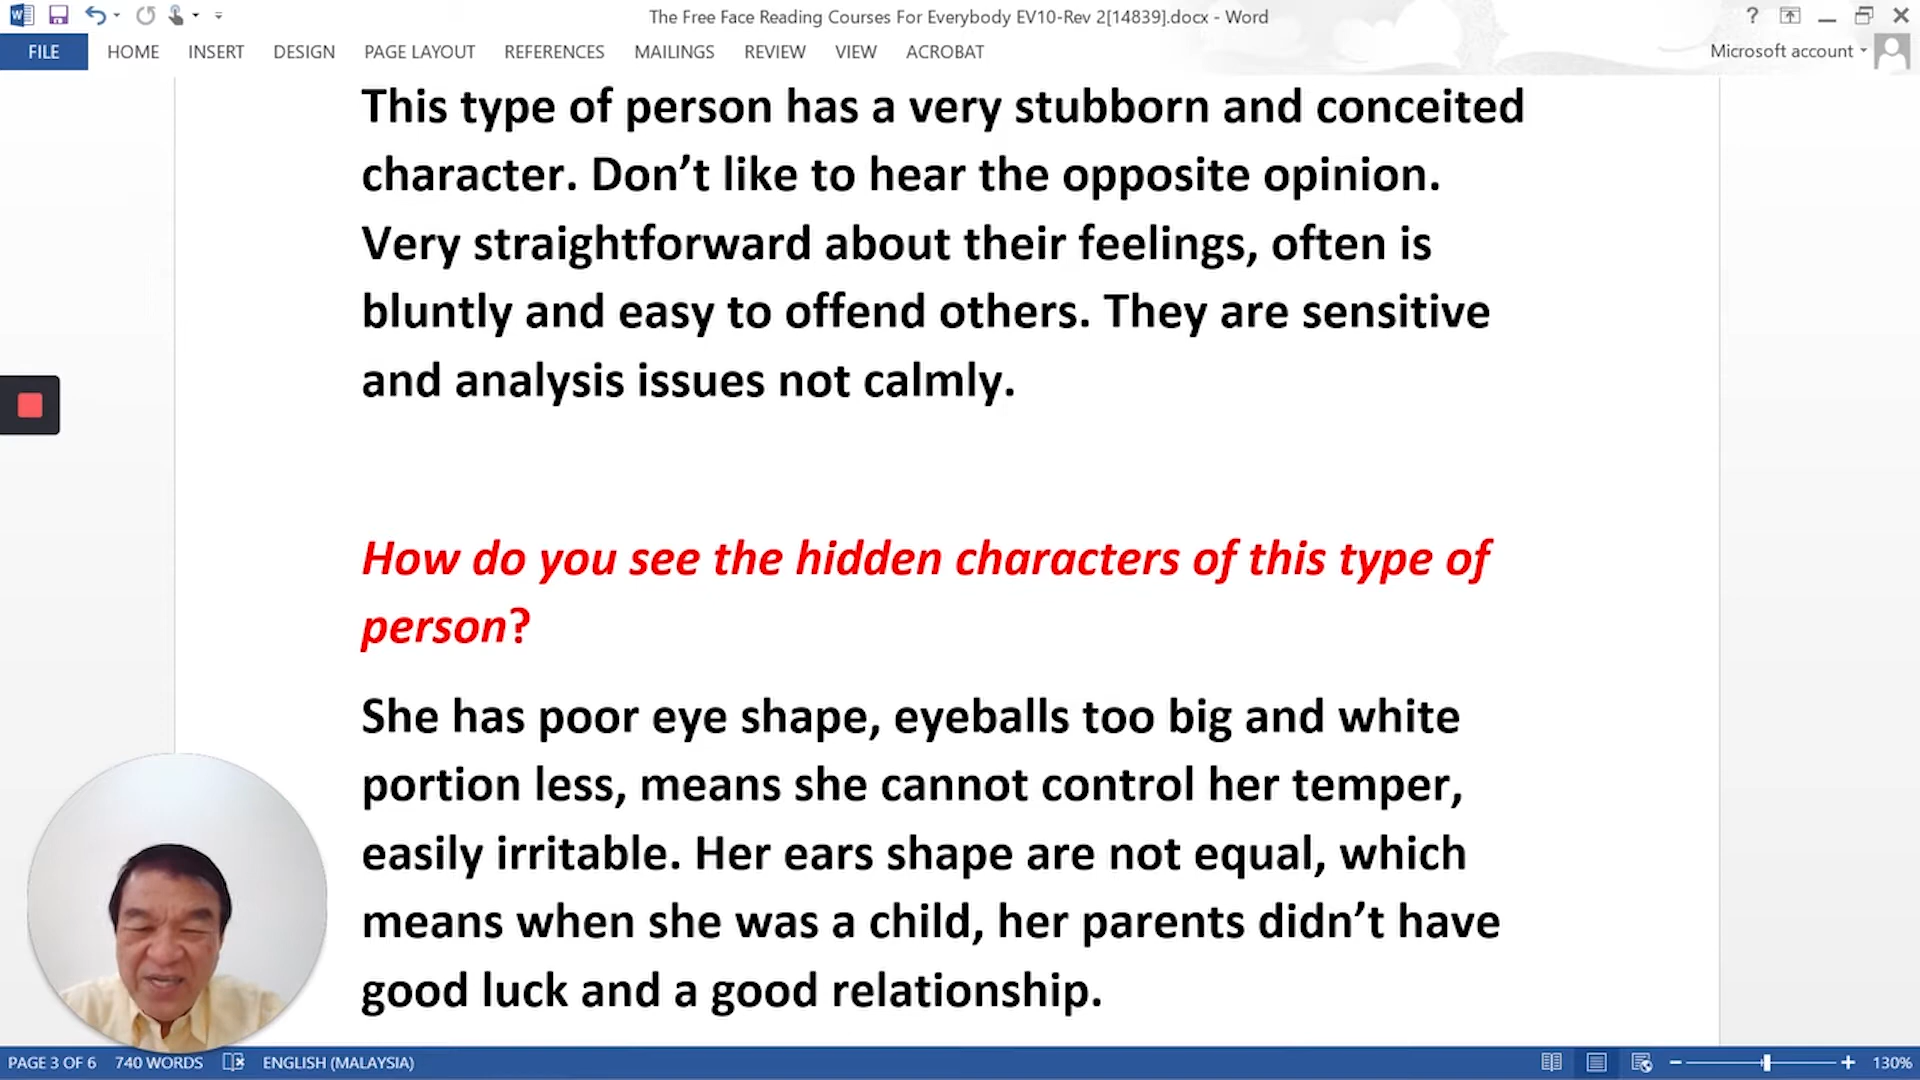 The Free Face Reading Courses For Everybody EV10-Rev 2[14839].docx - Word
?
FILE HOME INSERT DESIGN PAGE LAYOUT REFERENCES MAILINGS REVIEW VIEW ACROBAT Microsoft account
This type of person has a very stubborn and conceited
character. Don’t like to hear the opposite opinion.
Very straightforward about their feelings, often is
bluntly and easy to offend others. They are sensitive
and analysis issues not calmly.
How do you see the hidden characters of this type of
person?
She has poor eye shape, eyeballs too big and white
portion less, means she cannot control her temper,
easily irritable. Her ears shape are not equal, which
means when she was a child, her parents didn’t have
good luck and a good relationship.
PAGE 3 OF 6 740 WORDS ENGLISH (MALAYSIA) 130%